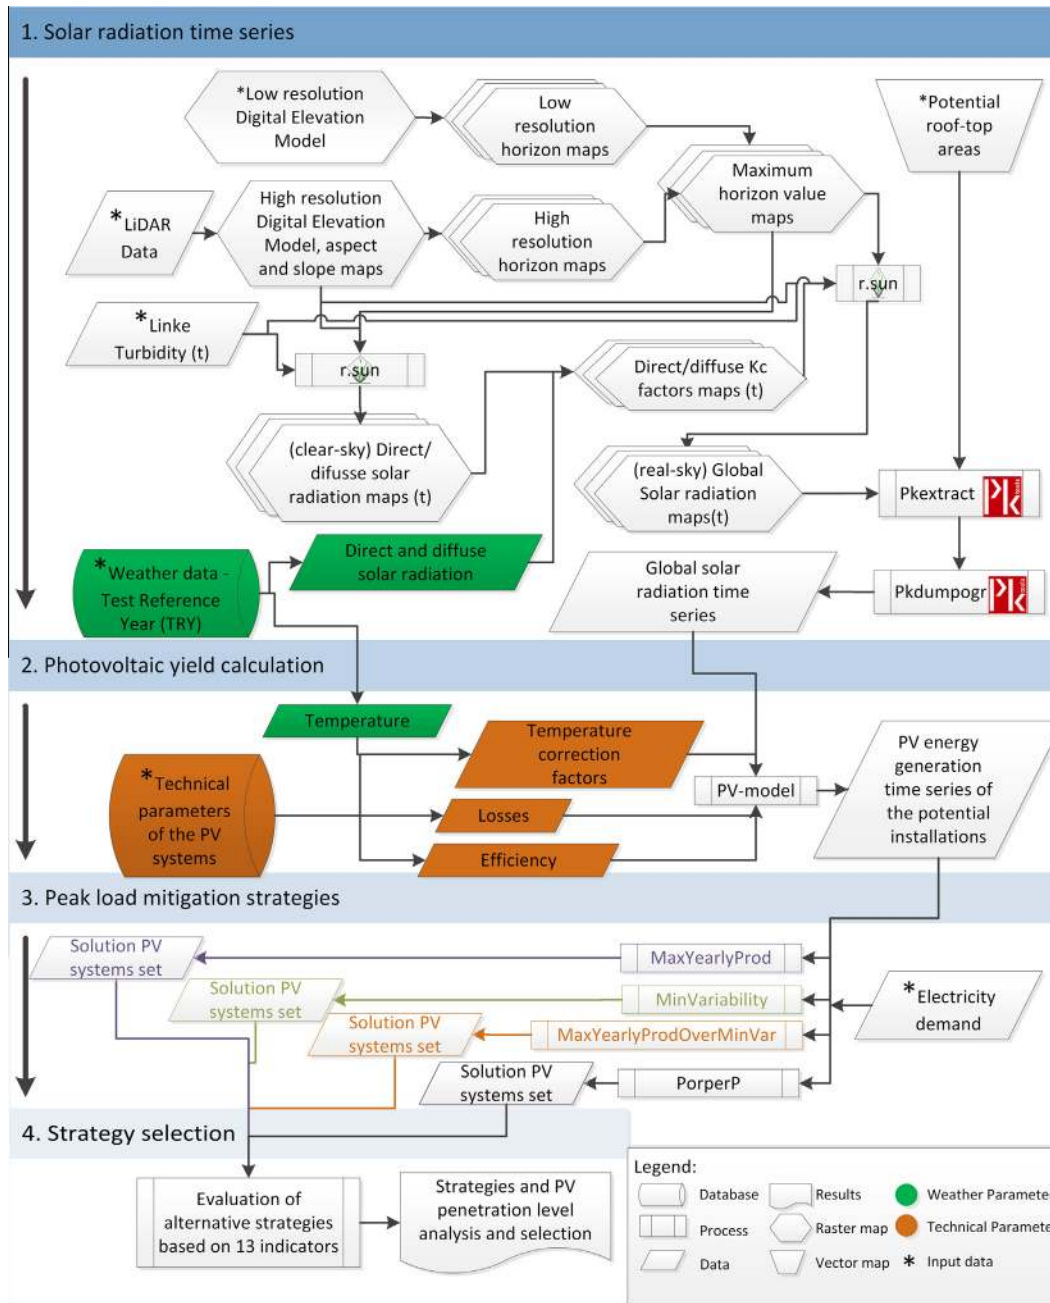 1. Solar radiation time series
*Low resolution
Digital Elevation
Model
Low
resolution
horizon maps
*Potential
roof-top
areas
Maximum
horizon value
maps
*LiDAR
Data
High resolution
Digital Elevation
Model, aspect
and slope maps
High
resolution
horizon maps
r.sun
*Linke
Turbidity (t)
r.sun
Direct/diffuse Kc
factors maps (t)
(clear-sky) Direct/
difusse solar
radiation maps (t)
(real-sky) Global
Solar radiation
maps(t)
Pkextract
*Weather data -
Test Reference
Year (TRY)
Direct and diffuse
solar radiation
Global solar
radiation time
series
Pkdumpogr
2. Photovoltaic yield calculation
Temperature
Temperature
correction
factors
*Technical
parameters
of the PV
systems
Losses
Efficiency
PV-model
PV energy
generation
time series of
the potential
installations
3. Peak load mitigation strategies
Solution PV
systems set
MaxYearlyProd
Solution PV
systems set
MinVariability
*Electricity
demand
Solution PV
systems set
MaxYearlyProdOverMinVar
Solution PV
systems set
PorperP
4. Strategy selection
Evaluation of
alternative strategies
based on 13 indicators
Strategies and PV
penetration level
analysis and selection
Legend:
Database
Results
Weather Paramete
Process
Raster map
Technical Paramete
Data
Vector map
* Input data